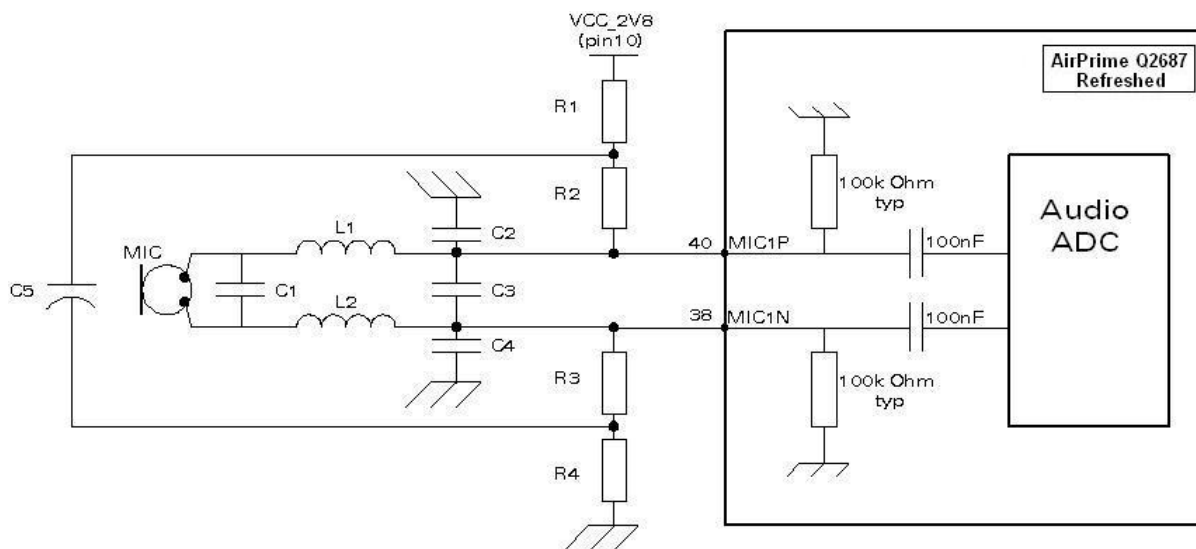 VCC_2V8
(pin10)
AirPrime Q2687
Refreshed
R1
R2
100k Ohm
typ
Audio
ADC
L1
C2
MIC
40
MIC1P
100nF
C5
C1
C3
L2
38
MIC1N
100nF
C4
R3
100k Ohm
typ
R4